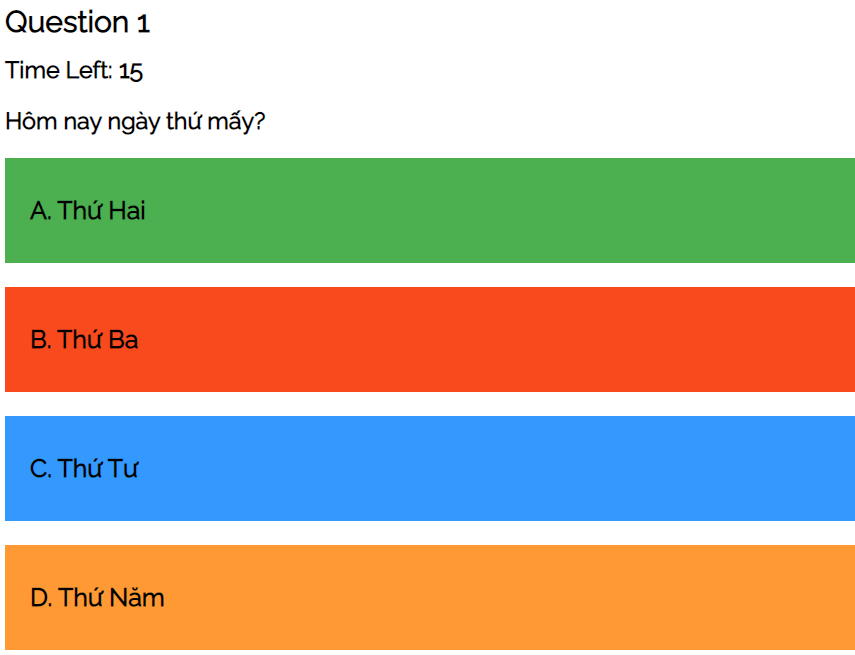 Question 1
Time Left: 15
Hôm nay ngày thứ mấy?
A. Thứ Hai
B. Thứ Ba
C. Thứ Tư
D. Thứ Năm